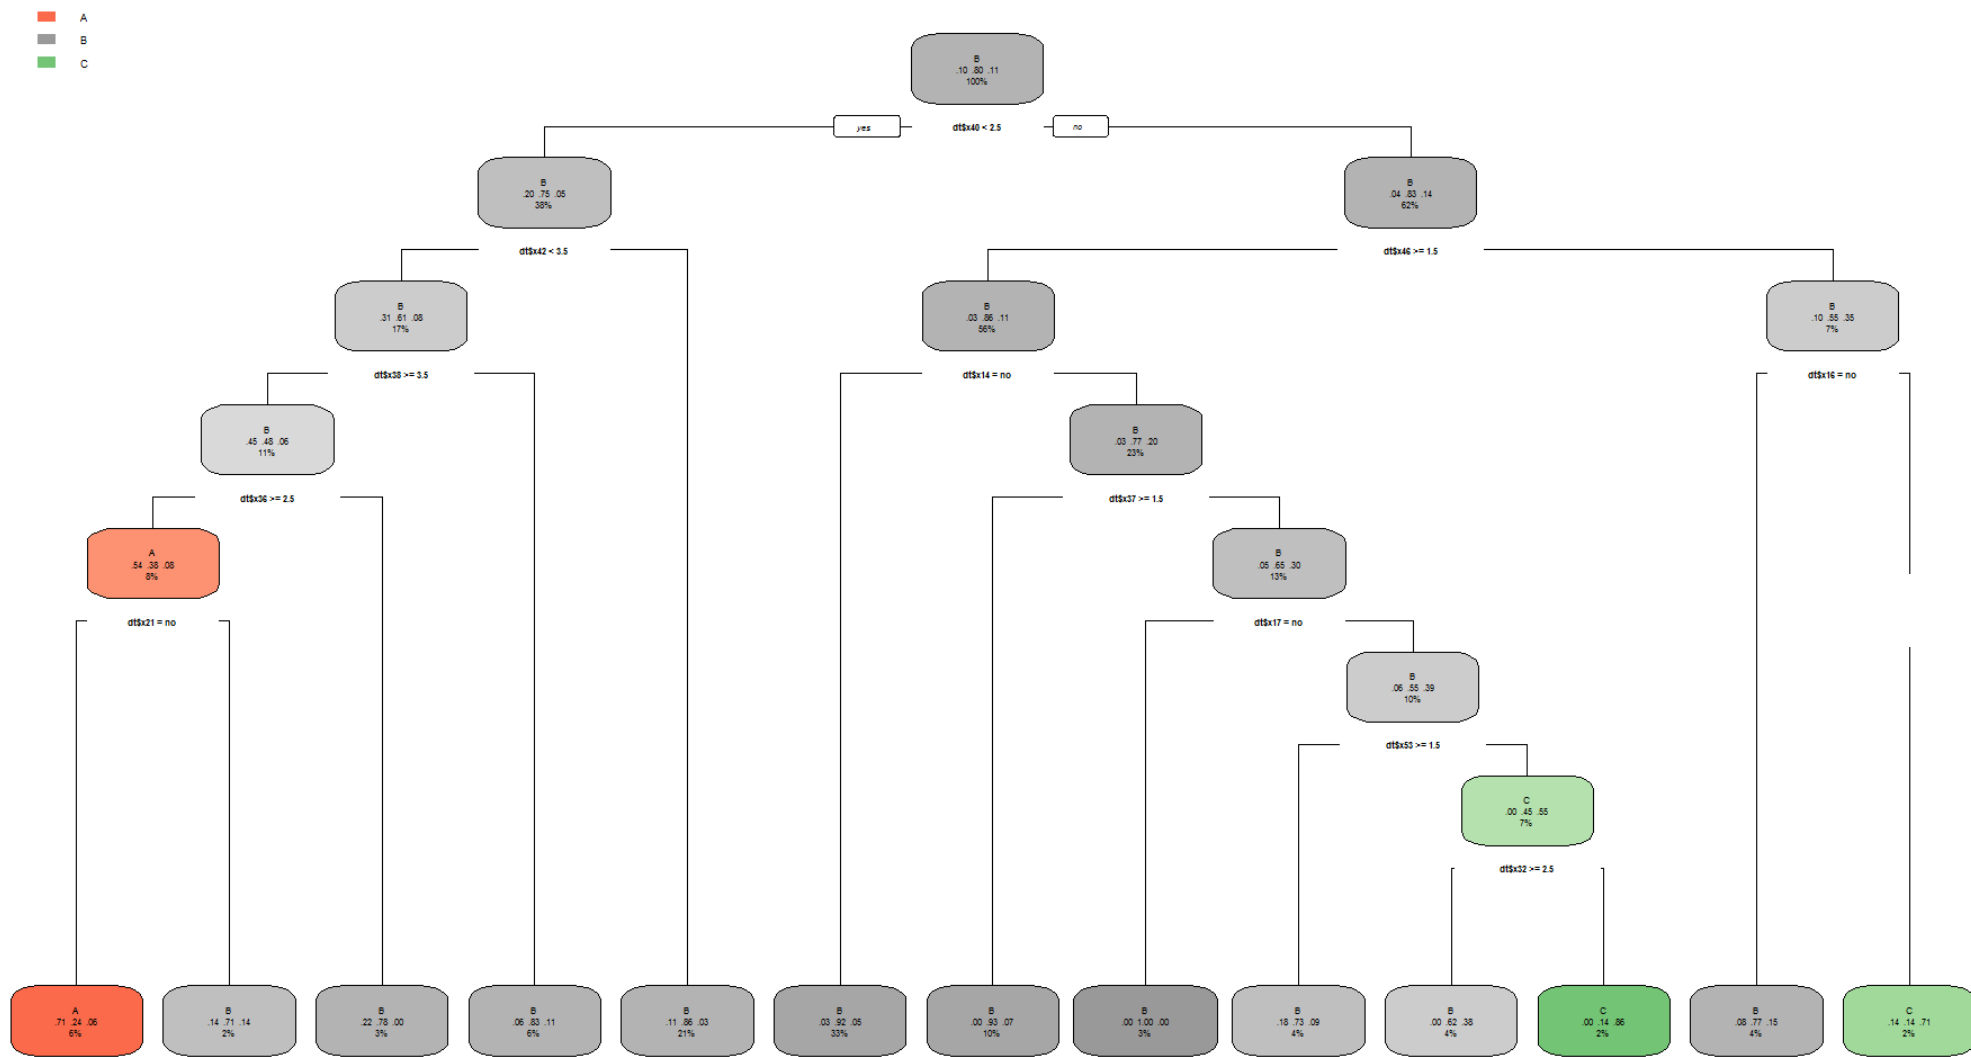 A
B
C
B
.10 .80 .11
100%
yes
dt$x40 < 2.5
no
B
.20 .75 .05
38%
B
.04 .83 .14
62%
dt$x42 < 3.5
dt$x46 >= 1.5
B
.31 .61 .08
17%
B
.03 .86 .11
56%
B
.10 .55 .35
7%
dt$x38 >= 3.5
dt$x14 = no
dt$x16 = no
B
.45 .48 .06
11%
B
.03 .77 .20
23%
dt$x36 >= 2.5
dt$x37 >= 1.5
A
.54 .38 .08
8%
B
.05 .65 .30
13%
dt$x21 = no
dt$x17 = no
B
.06 .55 .39
10%
dt$x53 >= 1.5
C
.00 .45 .55
7%
dt$x32 >= 2.5
A
.71 .24 .06
6%
B
.14 .71 .14
2%
B
.22 .78 .00
3%
B
.06 .83 .11
6%
B
.11 .86 .03
21%
B
.03 .92 .05
33%
B
.00 .93 .07
10%
B
.00 1.00 .00
3%
B
.18 .73 .09
4%
B
.00 .62 .38
4%
C
.00 .14 .86
2%
B
.08 .77 .15
4%
C
.14 .14 .71
2%